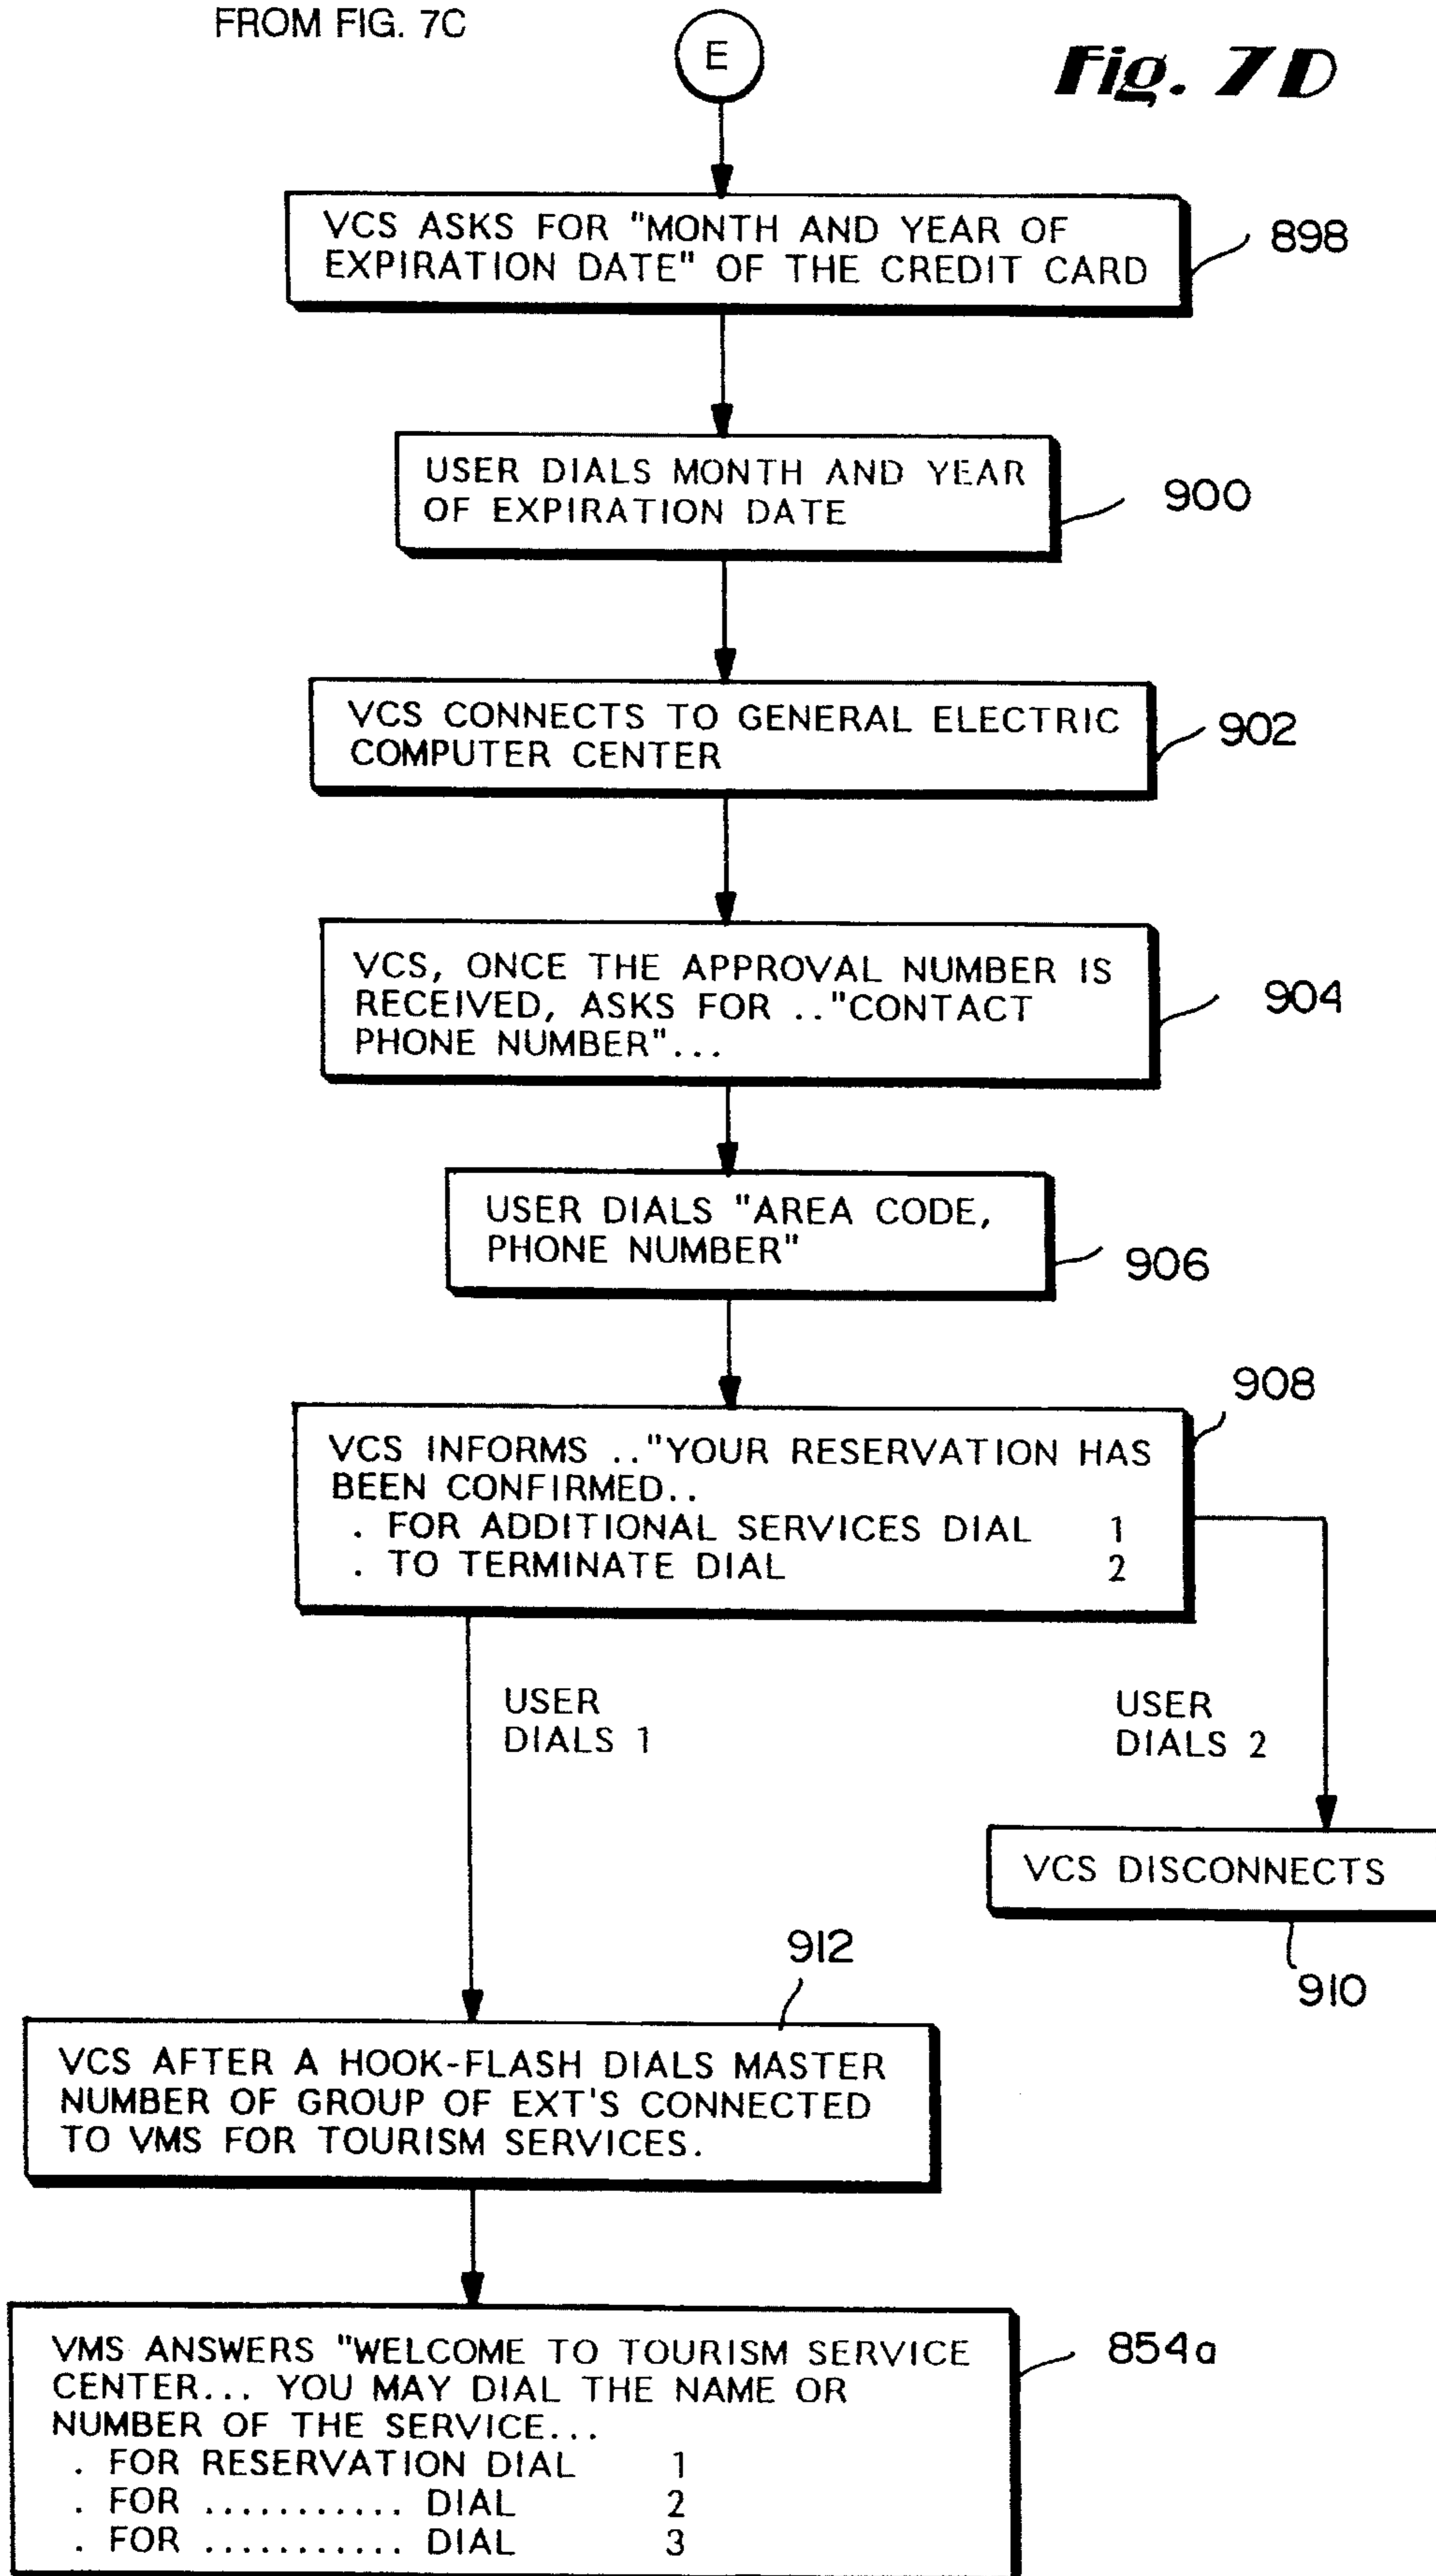 FROM FIG. 7C
E
Fig. 7D
VCS ASKS FOR "MONTH AND YEAR OF
EXPIRATION DATE" OF THE CREDIT CARD
898
USER DIALS MONTH AND YEAR
OF EXPIRATION DATE
900
VCS CONNECTS TO GENERAL ELECTRIC
COMPUTER CENTER
902
VCS, ONCE THE APPROVAL NUMBER IS
RECEIVED, ASKS FOR .."CONTACT
PHONE NUMBER"...
904
USER DIALS "AREA CODE,
PHONE NUMBER"
906
908
VCS INFORMS .."YOUR RESERVATION HAS
BEEN CONFIRMED..
. FOR ADDITIONAL SERVICES DIAL 1
. TO TERMINATE DIAL 2
USER
DIALS 1
USER
DIALS 2
VCS DISCONNECTS
910
912
VCS AFTER A HOOK-FLASH DIALS MASTER
NUMBER OF GROUP OF EXT'S CONNECTED
TO VMS FOR TOURISM SERVICES.
VMS ANSWERS "WELCOME TO TOURISM SERVICE
CENTER... YOU MAY DIAL THE NAME OR
NUMBER OF THE SERVICE...
. FOR RESERVATION DIAL 1
. FOR ........... DIAL 2
. FOR ........... DIAL 3
854a